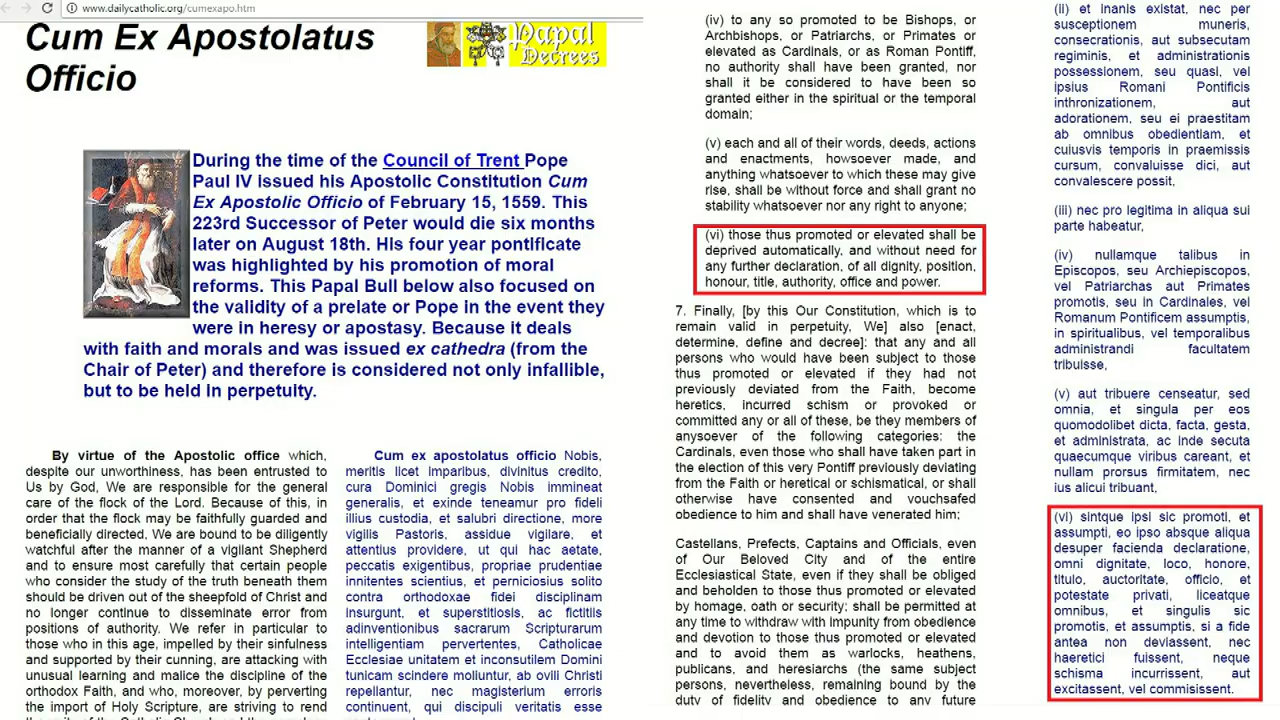 www.dailycatholic.org/cumexapo.htm
Cum Ex Apostolatus
Officio
Papal
Decrees
During the time of the Council of Trent Pope
Paul IV issued his Apostolic Constitution Cum
Ex Apostolic Officio of February 15, 1559. This
223rd Successor of Peter would die six months
later on August 18th. His four year pontificate
was highlighted by his promotion of moral
reforms. This Papal Bull below also focused on
the validity of a prelate or Pope in the event they
were in heresy or apostasy. Because it deals
with faith and morals and was issued ex cathedra (from the
Chair of Peter) and therefore is considered not only infallible,
but to be held in perpetuity.
By virtue of the Apostolic office which,
despite our unworthiness, has been entrusted to
Us by God, We are responsible for the general
care of the flock of the Lord. Because of this, in
order that the flock may be faithfully guarded and
beneficially directed, We are bound to be diligently
watchful after the manner of a vigilant Shepherd
and to ensure most carefully that certain people
who consider the study of the truth beneath them
should be driven out of the sheepfold of Christ and
no longer continue to disseminate error from
positions of authority. We refer in particular to
those who in this age, impelled by their sinfulness
and supported by their cunning, are attacking with
unusual learning and malice the discipline of the
orthodox Faith, and who, moreover, by perverting
the import of Holy Scripture, are striving to rend
Cum ex apostolatus officio Nobis,
meritis licet imparibus, divinitus credito,
cura Dominici gregis Nobis immineat
generalis, et exinde teneamur pro fideli
illius custodia, et salubri directione, more
vigilis Pastoris, assidue vigilare, et
attentius providere, ut qui hac aetate,
peccatis exigentibus, propriae prudentiae
innitentes scientius, et perniciosius solito
contra orthodoxae fidei disciplinam
insurgunt, et superstitiosis, ac fictitiis
adinventionibus sacrarum Scripturarum
intelligentiam pervertentes, Catholicae
Ecclesiae unitatem et inconsutilem Domini
tunicam scindere moliuntur, ab ovili Christi
repellantur, nec magisterium erroris
continuent, qui discipuli veritatis esse
(iv) to any so promoted to be Bishops, or
Archbishops, or Patriarchs, or Primates or
elevated as Cardinals, or as Roman Pontiff,
no authority shall have been granted, nor
shall it be considered to have been so
granted either in the spiritual or the temporal
domain;
(v) each and all of their words, deeds, actions
and enactments, howsoever made, and
anything whatsoever to which these may give
rise, shall be without force and shall grant no
stability whatsoever nor any right to anyone;
(vi) those thus promoted or elevated shall be
deprived automatically, and without need for
any further declaration, of all dignity, position,
honour, title, authority, office and power.
7. Finally, [by this Our Constitution, which is to
remain valid in perpetuity, We] also [enact,
determine, define and decree]: that any and all
persons who would have been subject to those
thus promoted or elevated if they had not
previously deviated from the Faith, become
heretics, incurred schism or provoked or
committed any or all of these, be they members of
anysoever of the following categories: the
Cardinals, even those who shall have taken part in
the election of this very Pontiff previously deviating
from the Faith or heretical or schismatical, or shall
otherwise have consented and vouchsafed
obedience to him and shall have venerated him;
Castellans, Prefects, Captains and Officials, even
of Our Beloved City and of the entire
Ecclesiastical State, even if they shall be obliged
and beholden to those thus promoted or elevated
by homage, oath or security; shall be permitted at
any time to withdraw with impunity from obedience
and devotion to those thus promoted or elevated
and to avoid them as warlocks, heathens,
publicans, and heresiarchs (the same subject
persons, nevertheless, remaining bound by the
duty of fidelity and obedience to any future
(ii) et inanis existat, nec per
susceptionem muneris,
consecrationis, aut subsecutam
regiminis, et administrationis
possessionem, seu quasi, vel
ipsius Romani Pontificis
inthronizationem, aut
adorationem, seu ei praestitam
ab omnibus obedientiam, et
cuiusvis temporis in praemissis
cursum, convaluisse dici, aut
convalescere possit,
(iii) nec pro legitima in aliqua sui
parte habeatur,
(iv) nullamque talibus in
Episcopos, seu Archiepiscopos,
vel Patriarchas aut Primates
promotis, seu in Cardinales, vel
Romanum Pontificem assumptis,
in spiritualibus, vel temporalibus
administrandi facultatem
tribuisse,
(v) aut tribuere censeatur, sed
omnia, et singula per eos
quomodolibet dicta, facta, gesta,
et administrata, ac inde secuta
quaecumque viribus careant, et
nullam prorsus firmitatem, nec
ius alicui tribuant,
(vi) sintque ipsi sic promoti, et
assumpti, eo ipso absque aliqua
desuper facienda declaratione,
omni dignitate, loco, honore,
titulo, auctoritate, officio, et
potestate privati, liceatque
omnibus, et singulis sic
promotis, et assumptis, si a fide
antea non deviassent, nec
haeretici fuissent, neque
schisma incurrissent, aut
excitassent, vel commisissent.